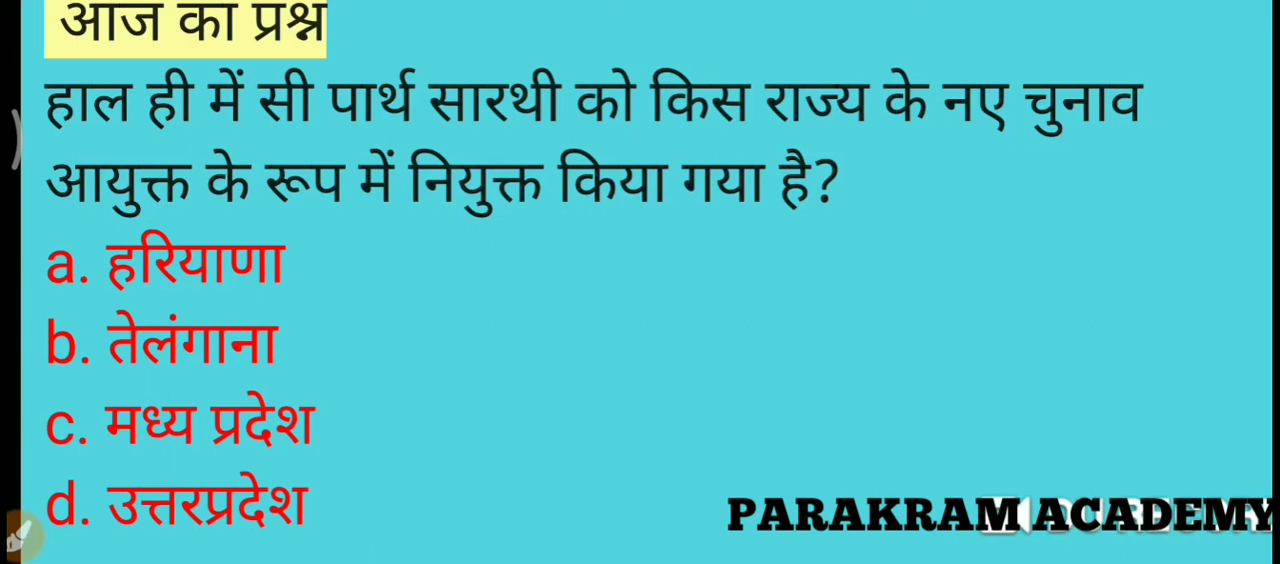 आज का प्रश्न
हाल ही में सी पार्थ सारथी को किस राज्य के नए चुनाव
आयुक्त के रूप में नियुक्त किया गया है?
a. हरियाणा
b. तेलंगाना
c. मध्य प्रदेश
d. उत्तरप्रदेश
PARAKRAM ACADEMY